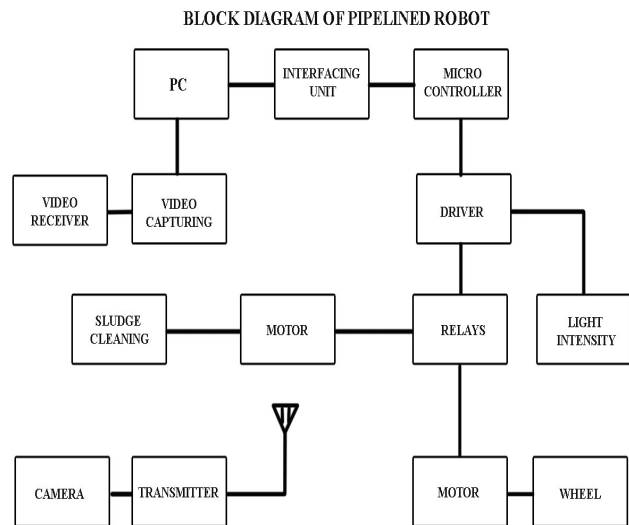 BLOCK DIAGRAM OF PIPELINED ROBOT
PC
INTERFACING
UNIT
MICRO
CONTROLLER
VIDEO
RECEIVER
VIDEO
CAPTURING
DRIVER
SLUDGE
CLEANING
MOTOR
RELAYS
LIGHT
INTENSITY
CAMERA
TRANSMITTER
MOTOR
WHEEL